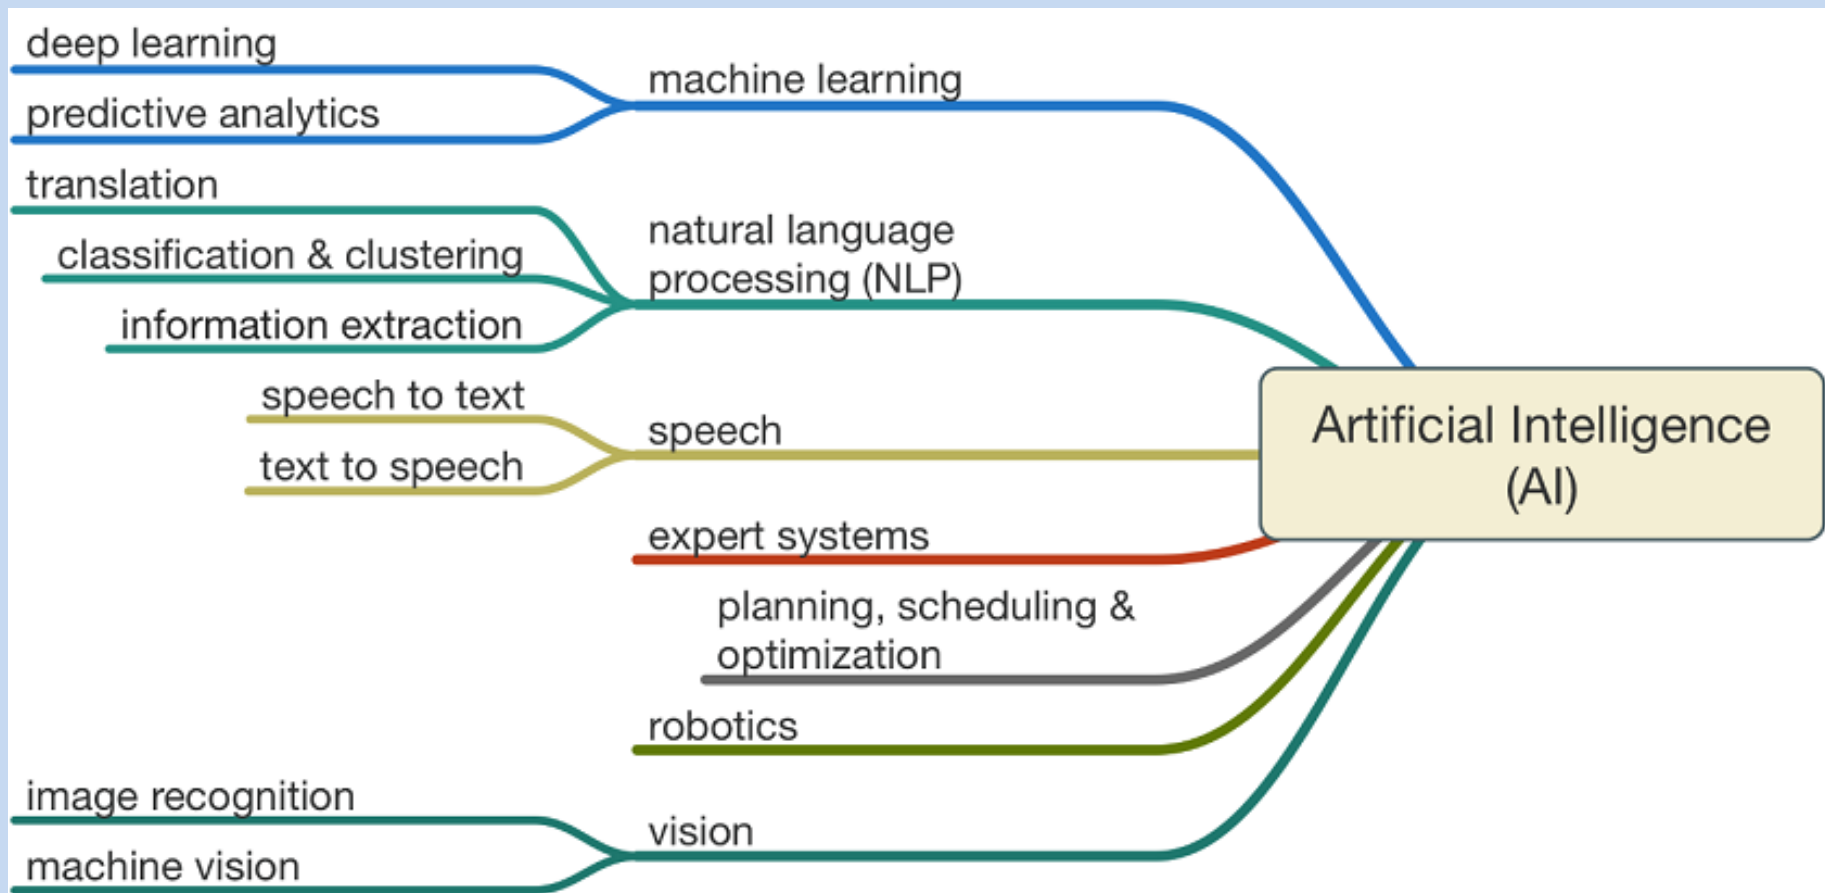 deep learning
predictive analytics
machine learning
translation
classification & clustering
information extraction
natural language
processing (NLP)
speech to text
text to speech
speech
expert systems
planning, scheduling &
optimization
robotics
image recognition
machine vision
vision
Artificial Intelligence
(AI)